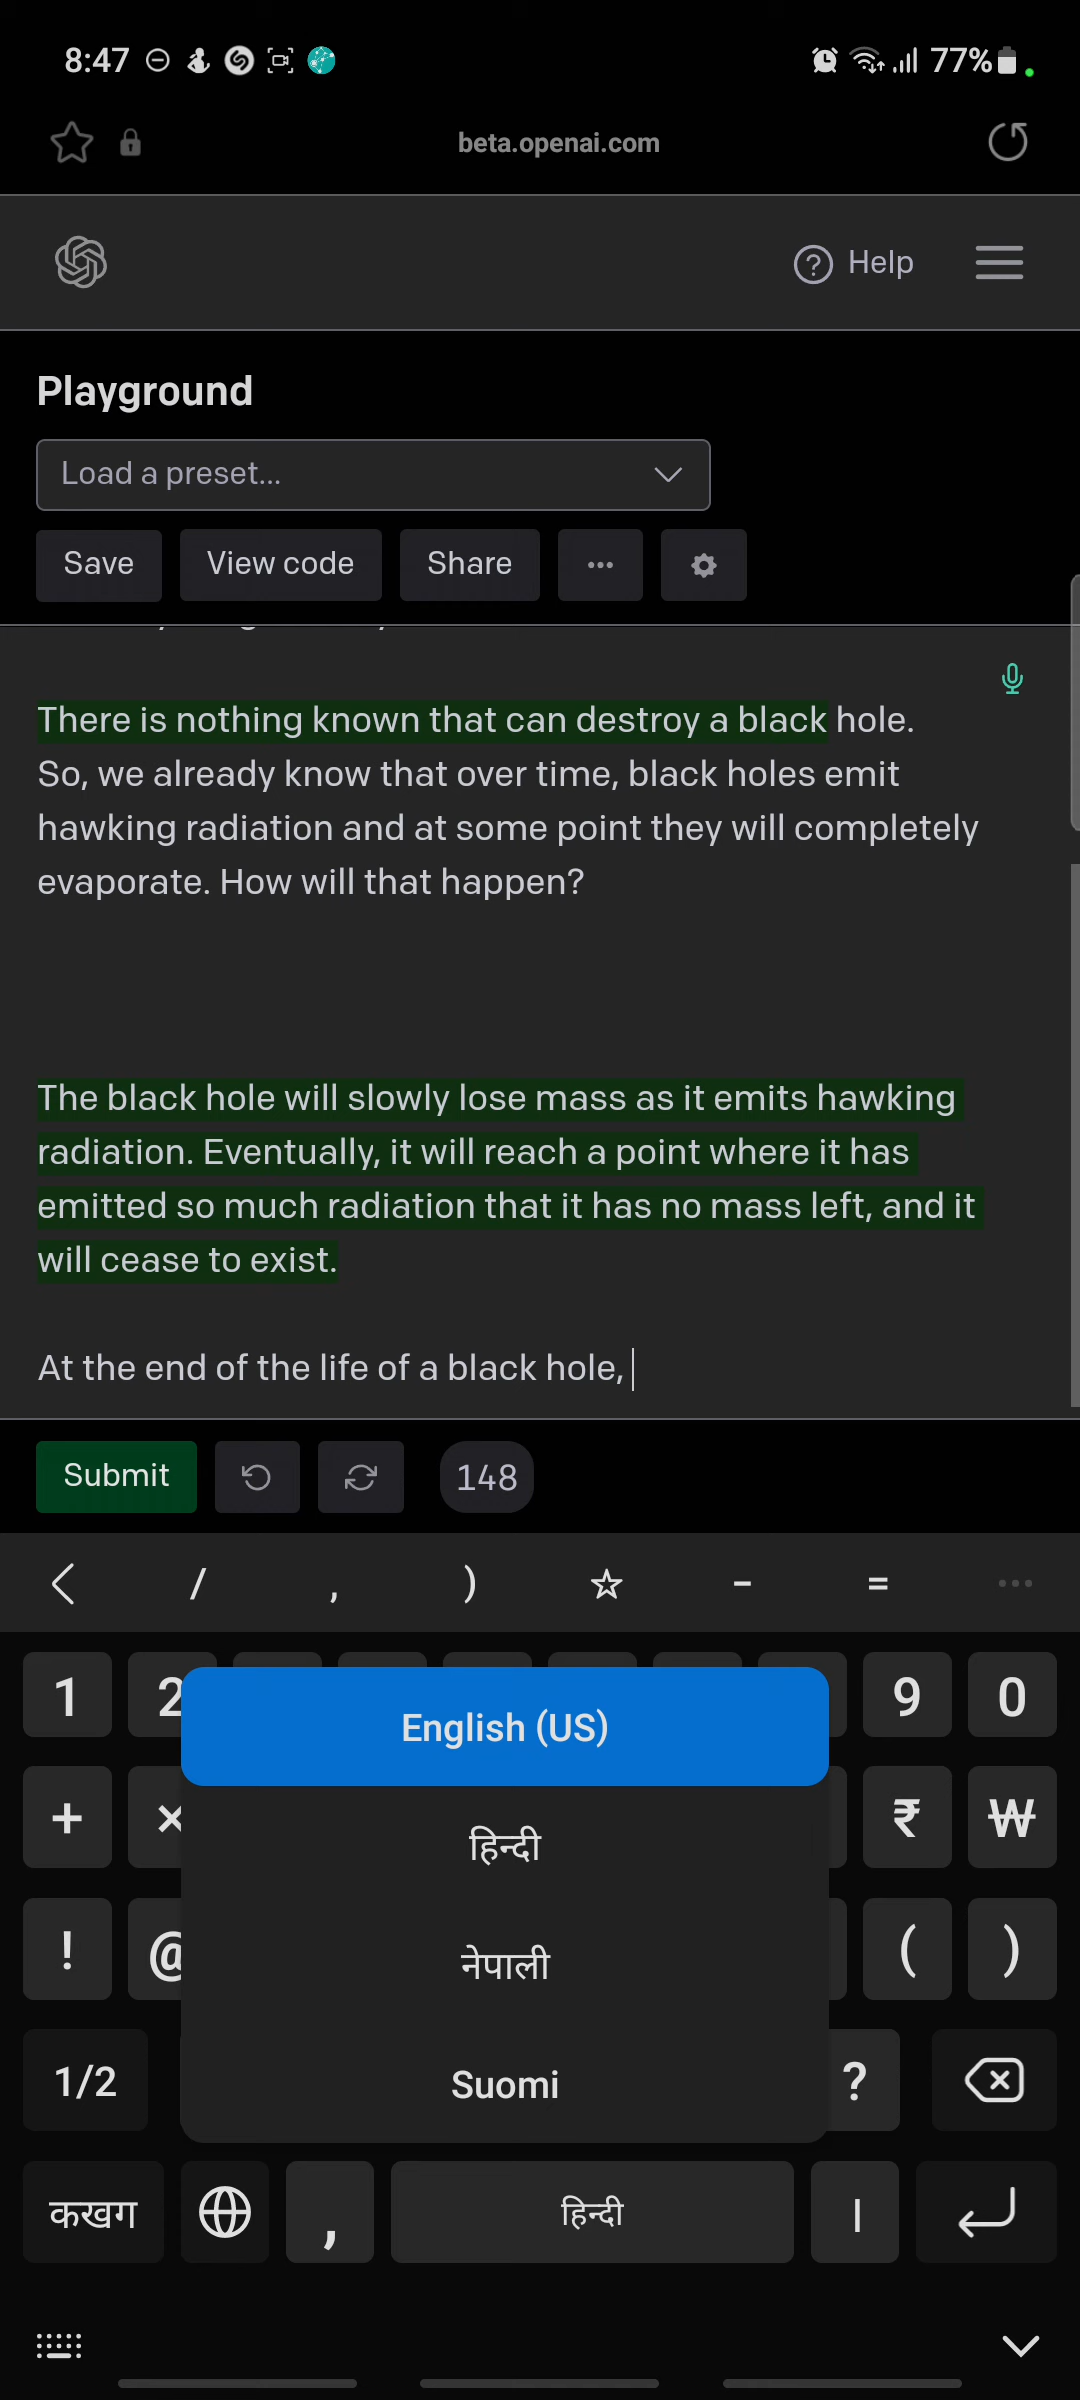 8:47
77%
beta.openai.com
Help
Playground
Load a preset...
Save View code Share ...
There is nothing known that can destroy a black hole.
So, we already know that over time, black holes emit
hawking radiation and at some point they will completely
evaporate. How will that happen?
The black hole will slowly lose mass as it emits hawking
radiation. Eventually, it will reach a point where it has
emitted so much radiation that it has no mass left, and it
will cease to exist.
At the end of the life of a black hole,
Submit 148
/ , ) ☆ - = ...
1 2 9 0
English (US)
+ × ₹ ₩
हिन्दी
! @ ( )
नेपाली
1/2 ?
Suomi
कखग , हिन्दी ।